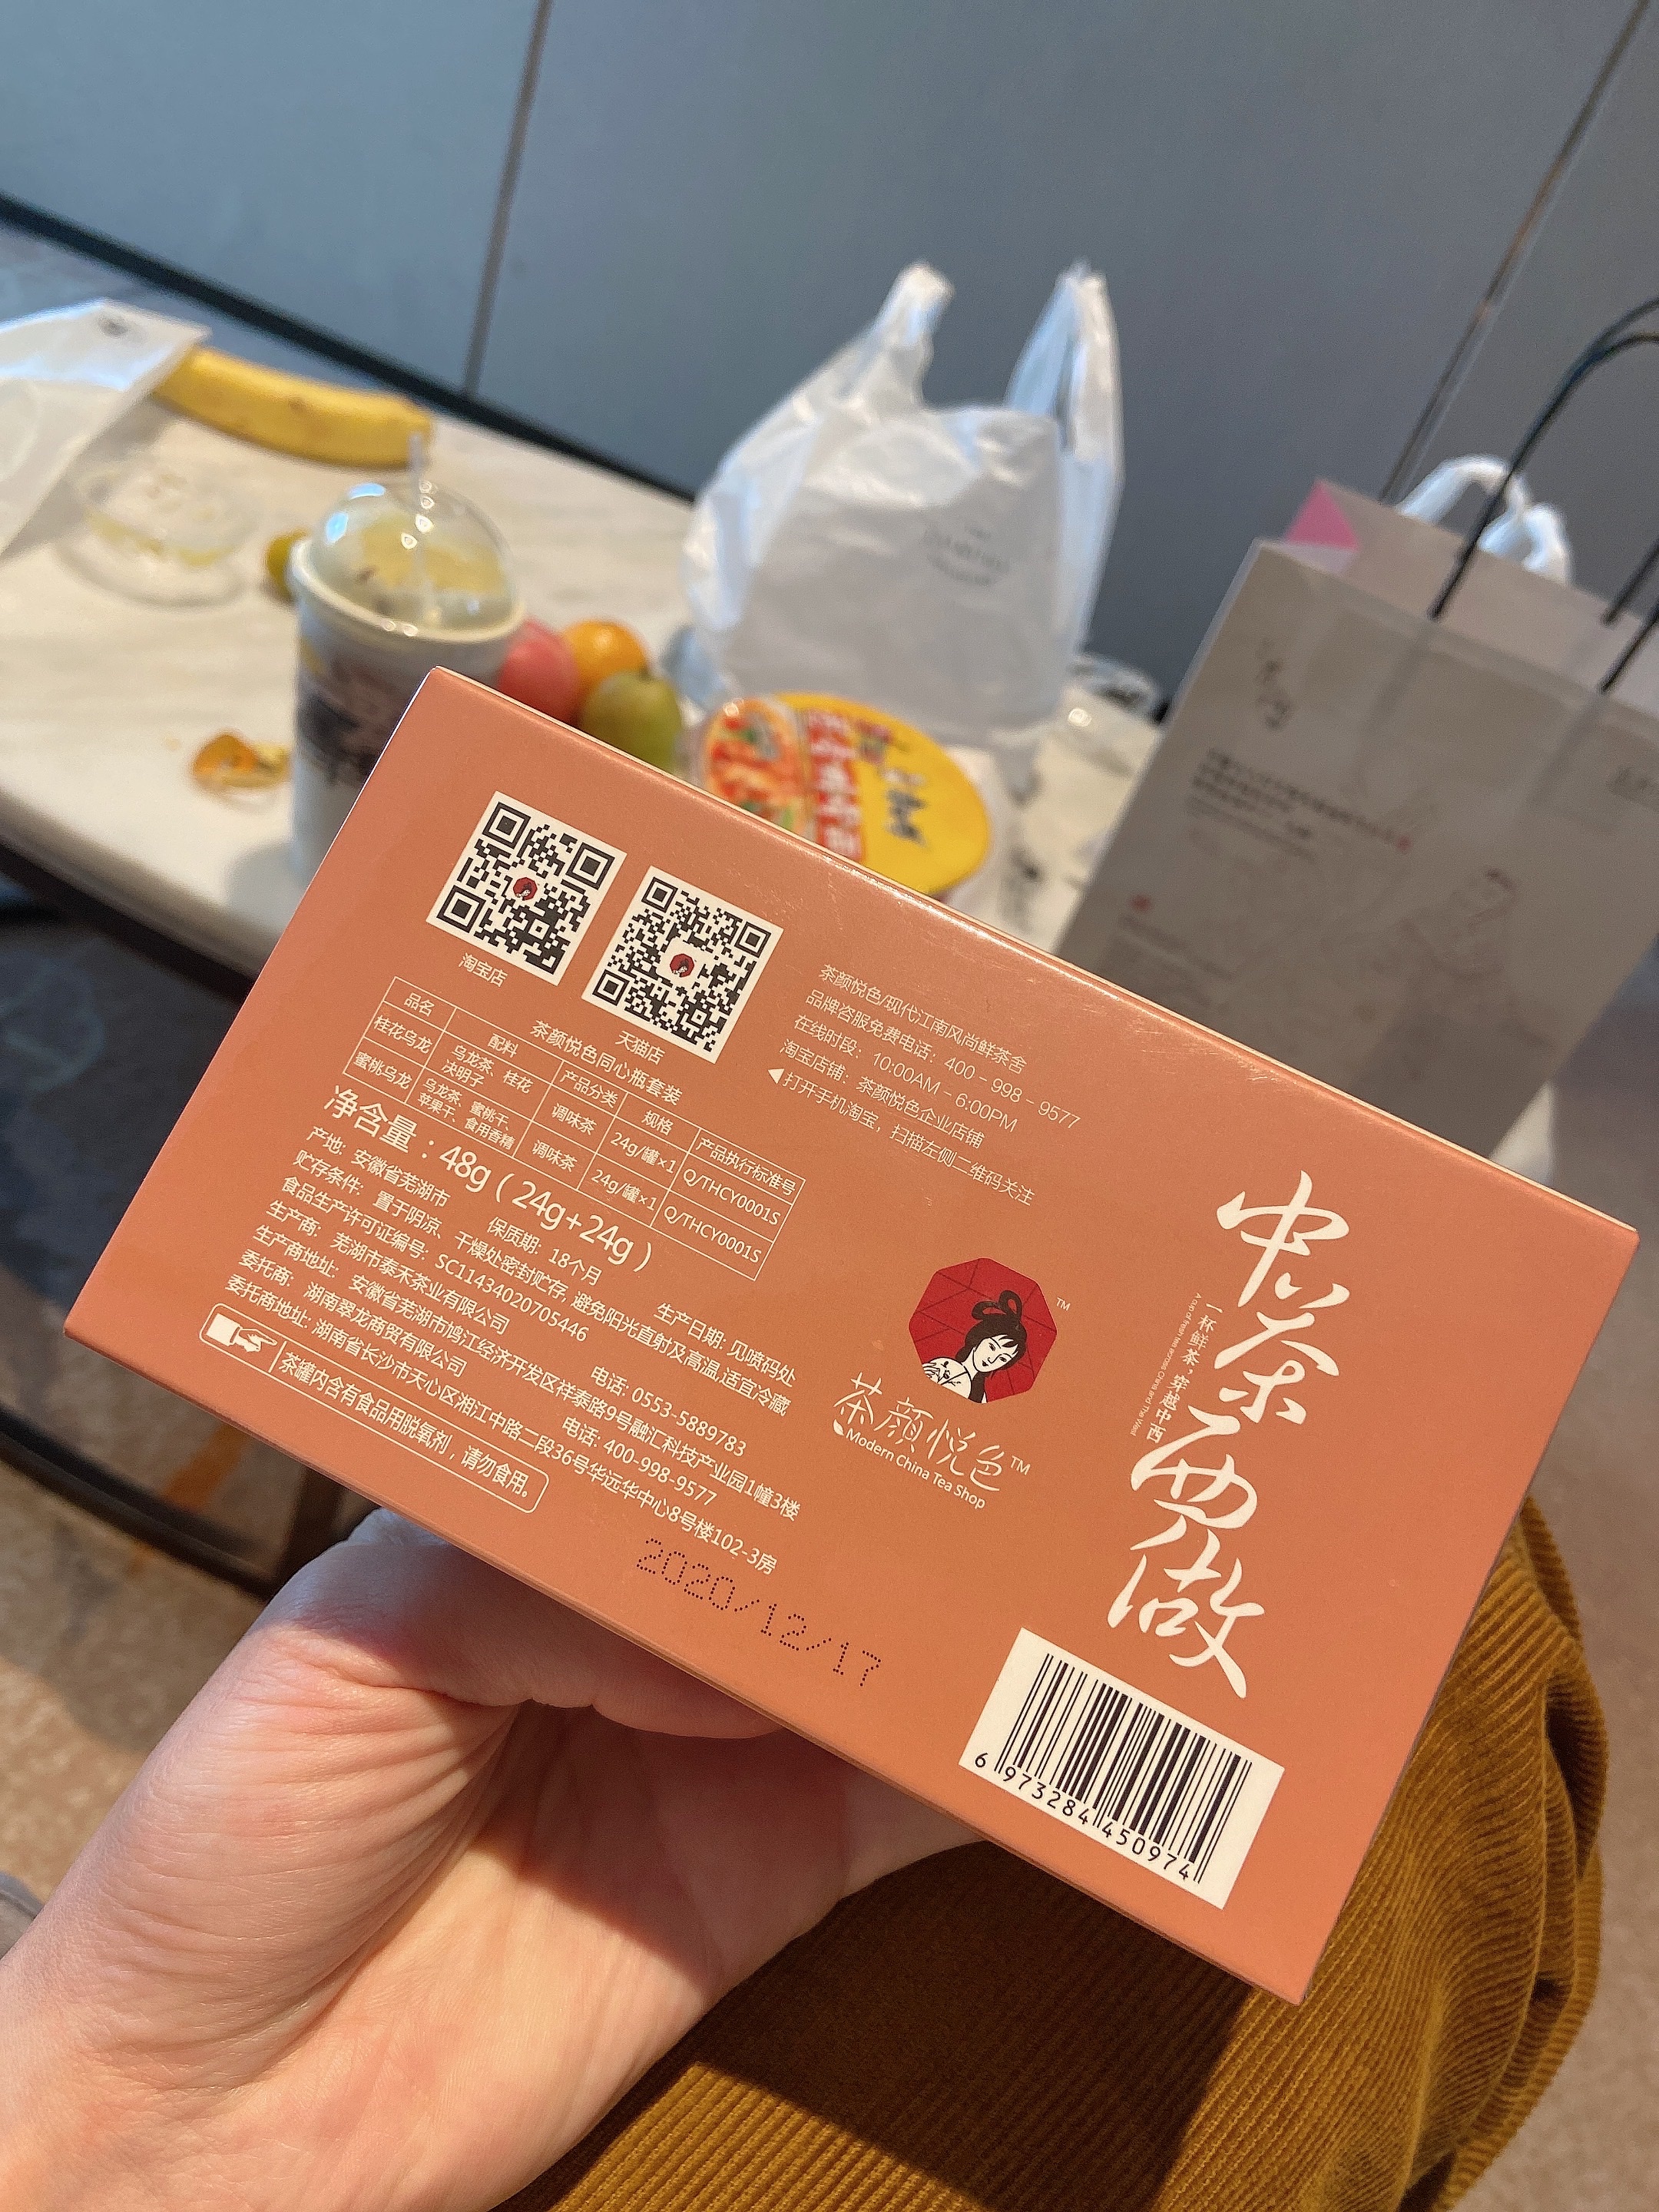 淘宝店
天猫店
茶颜悦色/现代江南风尚鲜茶舍
品牌咨服免费电话：400-998-9577
在线时段：10:00AM-6:00PM
淘宝店铺：茶颜悦色企业店铺
打开手机淘宝，扫描左侧二维码关注
茶颜悦色同心瓶套装
品名 配料 产品分类 规格 产品执行标准号
桂花乌龙 乌龙茶、桂花 调味茶 24g/罐×1 Q/THCY0001S
决明子
蜜桃乌龙 乌龙茶、蜜桃干、 调味茶 24g/罐×1 Q/THCY0001S
苹果干、食用香精
净含量：48g（24g+24g）
产地：安徽省芜湖市 保质期：18个月 生产日期：见喷码处
贮存条件：置于阴凉、干燥处密封贮存,避免阳光直射及高温,适宜冷藏
食品生产许可证编号：SC11434020705446
生产商：芜湖市泰禾茶业有限公司 电话：0553-5889783
生产商地址：安徽省芜湖市鸠江经济开发区祥泰路9号融汇科技产业园1幢3楼
委托商：湖南翠龙商贸有限公司 电话：400-998-9577
委托商地址：湖南省长沙市天心区湘江中路二段36号华远华中心8号楼102-3房
茶罐内含有食品用脱氧剂，请勿食用。
2020/12/17
TM
茶颜悦色TM
Modern China Tea Shop
中茶西做
一杯鲜茶，穿越中西
A cup of fresh tea across China and The West
6 973284 450974